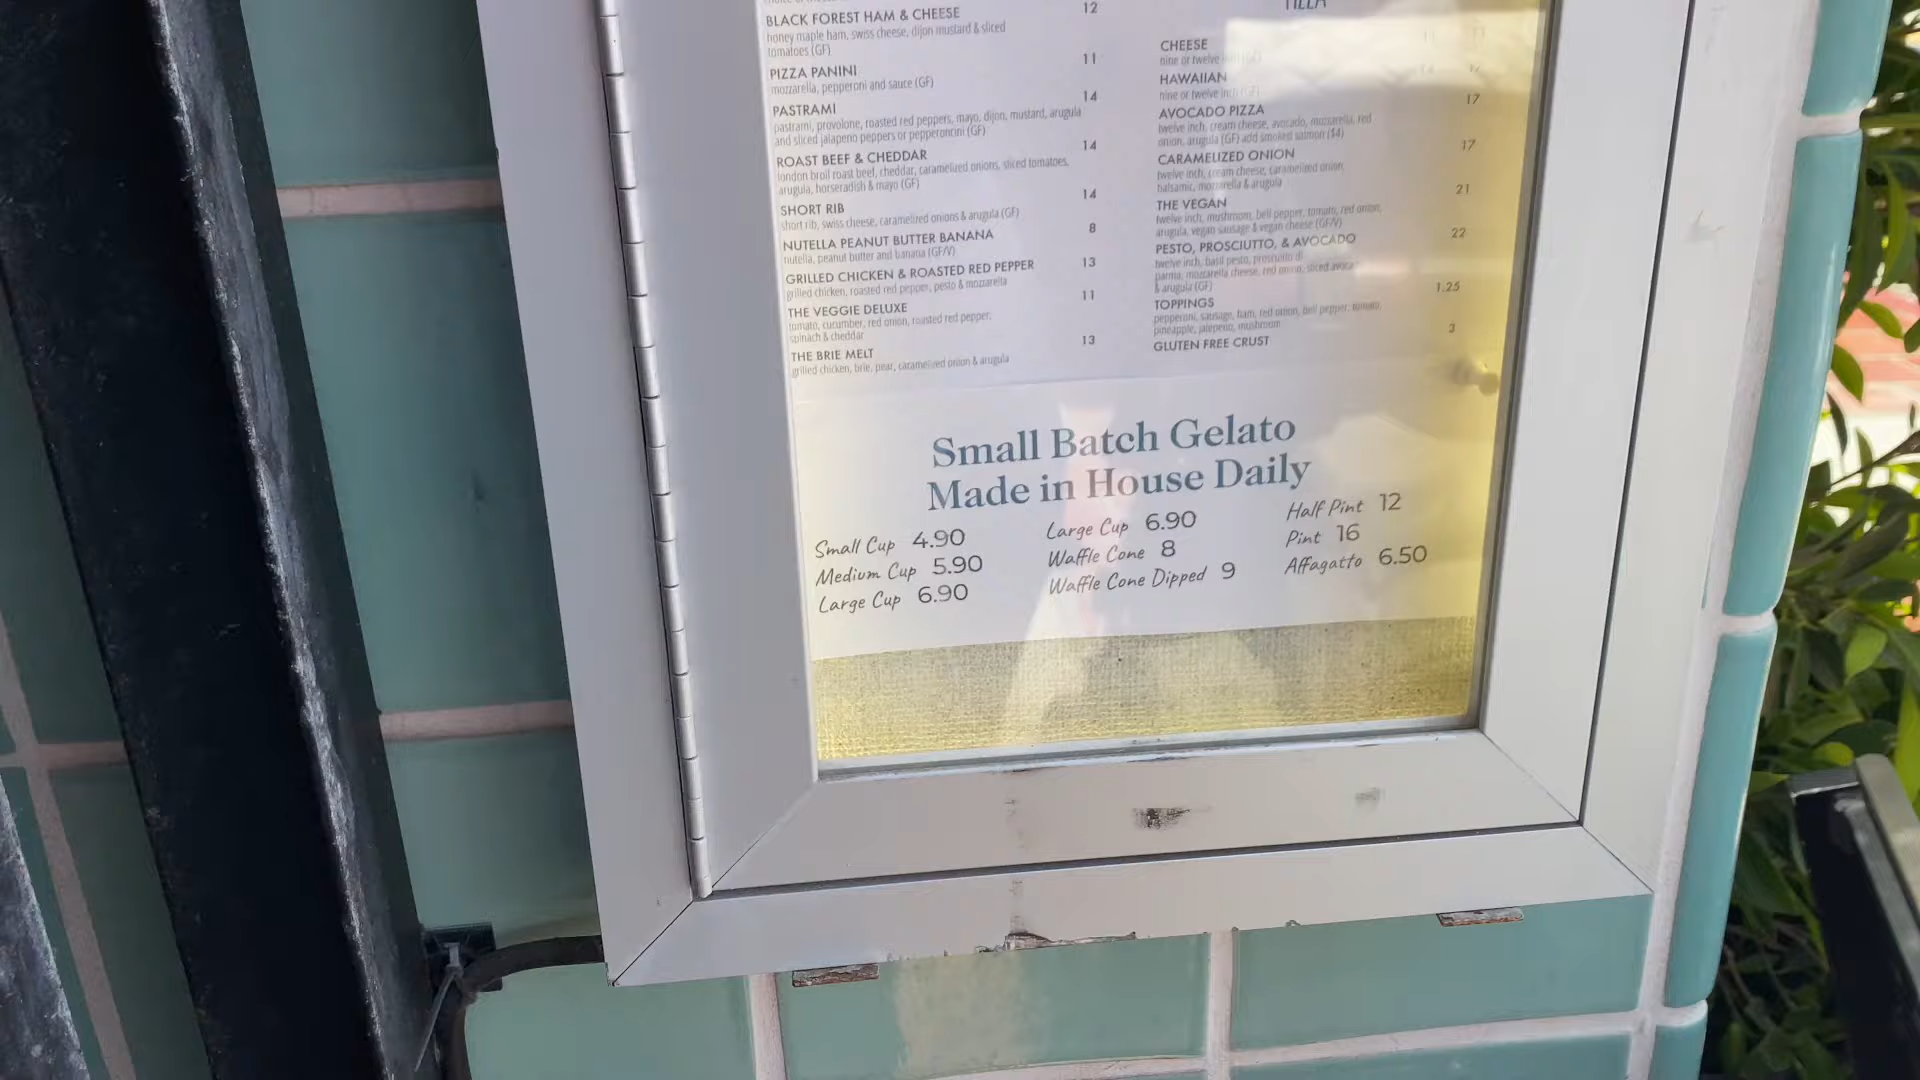 BLACK FOREST HAM & CHEESE 12
honey maple ham, swiss cheese, dijon mustard & sliced
tomatoes (GF)
PIZZA PANINI 11
mozzarella, pepperoni and sauce (GF)
PASTRAMI 14
pastrami, provolone, roasted red peppers, mayo, dijon, mustard, arugula
and sliced jalapeno peppers or pepperoncini (GF)
ROAST BEEF & CHEDDAR 14
london broil roast beef, cheddar, caramelized onions, sliced tomatoes,
arugula, horseradish & mayo (GF)
SHORT RIB 14
short rib, swiss cheese, caramelized onions & arugula (GF)
NUTELLA PEANUT BUTTER BANANA 8
nutella, peanut butter and banana (GF/V)
GRILLED CHICKEN & ROASTED RED PEPPER 13
grilled chicken, roasted red pepper, pesto & mozzarella
THE VEGGIE DELUXE 11
tomato, cucumber, red onion, roasted red pepper,
spinach & cheddar
THE BRIE MELT 13
grilled chicken, brie, pear, caramelized onion & arugula
CHEESE
nine or twelve inch (GF)
HAWAIIAN
nine or twelve inch (GF)
AVOCADO PIZZA 17
twelve inch, cream cheese, avocado, mozzarella, red
onion, arugula (GF) add smoked salmon ($4)
CARAMELIZED ONION 17
twelve inch, cream cheese, caramelized onion,
balsamic, mozzarella & arugula
THE VEGAN 21
twelve inch, mushroom, bell pepper, tomato, red onion,
arugula, vegan sausage & vegan cheese (GF/V)
PESTO, PROSCIUTTO, & AVOCADO 22
twelve inch, basil pesto, prosciutto di
parma, mozzarella cheese, red onion, sliced avocado
& arugula (GF)
TOPPINGS 1.25
pepperoni, sausage, ham, red onion, bell pepper, tomato,
pineapple, jalepeno, mushroom
GLUTEN FREE CRUST 3
Small Batch Gelato
Made in House Daily
Small Cup 4.90
Medium Cup 5.90
Large Cup 6.90
Large Cup 6.90
Waffle Cone 8
Waffle Cone Dipped 9
Half Pint 12
Pint 16
Affagatto 6.50